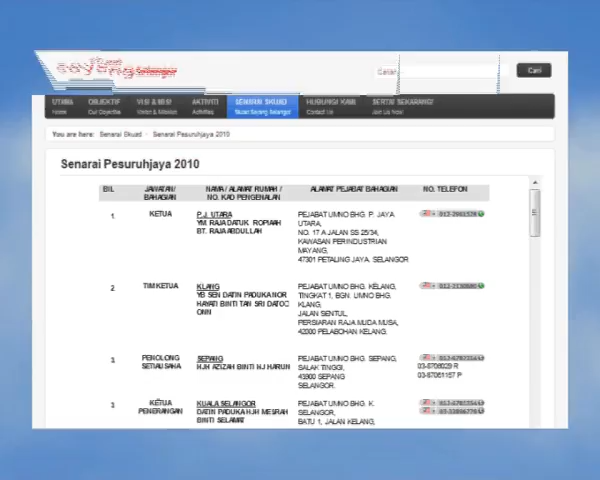 Cari
UTAMA OBJEKTIF VISI & MISI AKTIVITI SENARAI SKUAD HUBUNGI KAMI SERTAI SEKARANG!
Home Our Objective Vision & Mission Activities Skuad Sayang Selangor Contact Us Join Us Now!
You are here: Senarai Skuad Senarai Pesuruhjaya 2010
Senarai Pesuruhjaya 2010
BIL JAWATAN/ NAMA / ALAMAT RUMAH / ALAMAT PEJABAT BAHAGIAN NO. TELEFON
BAHAGIAN NO. KAD PENGENALAN
1. KETUA P.J. UTARA PEJABAT UMNO BHG. P. JAYA
YM. RAJA DATUK ROPIAAH UTARA,
BT. RAJA ABDULLAH NO. 17 A JALAN SS 25/34,
KAWASAN PERINDUSTRIAN
MAYANG,
47301 PETALING JAYA. SELANGOR
2 TIM KETUA KLANG PEJABAT UMNO BHG. KELANG,
YB SEN DATIN PADUKA NOR TINGKAT 1, BGN. UMNO BHG.
HAYATI BINTI TAN SRI DATO KLANG,
ONN JALAN SENTUL,
PERSIARAN RAJA MUDA MUSA,
42000 PELABOHAN KELANG.
3. PENOLONG SEPANG PEJABAT UMNO BHG. SEPANG,
SETIAUSAHA HJH AZIZAH BINTI HJ HARUN SALAK TINGGI, 03-8706029 R
43900 SEPANG 03-87061157 P
SELANGOR.
3. KETUA KUALA SELANGOR PEJABAT UMNO BHG. K.
PENERANGAN DATIN PADUKA HJH MESRAH SELANGOR,
BINTI SELAMAT BATU 1, JALAN KELANG,